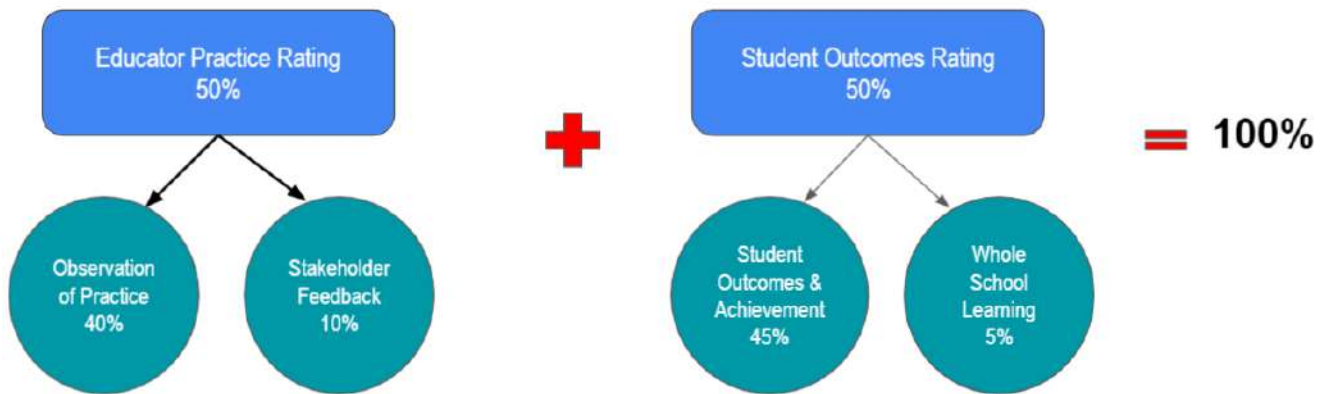 Educator Practice Rating
50%
Student Outcomes Rating
50%
= 100%
Observation
of Practice
40%
Stakeholder
Feedback
10%
Student
Outcomes &
Achievement
45%
Whole
School
Learning
5%